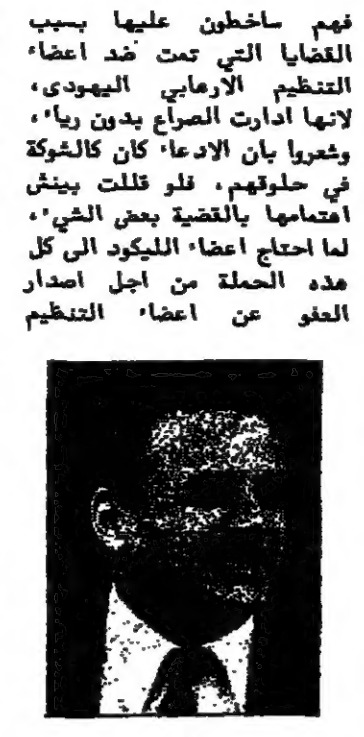 فهم ساخطون عليها بسبب
القضايا التي تمت ضد اعضاء
التنظيم الارهابي اليهودى،
لانها ادارت الصراع بدون رياء،
وشعروا بان الادعاء كان كالشوكة
في حلوقهم، فلو قللت بينش
اهتمامها بالقضية بعض الشيء،
لما احتاج اعضاء الليكود الى كل
هذه الحملة من اجل اصدار
العفو عن اعضاء التنظيم